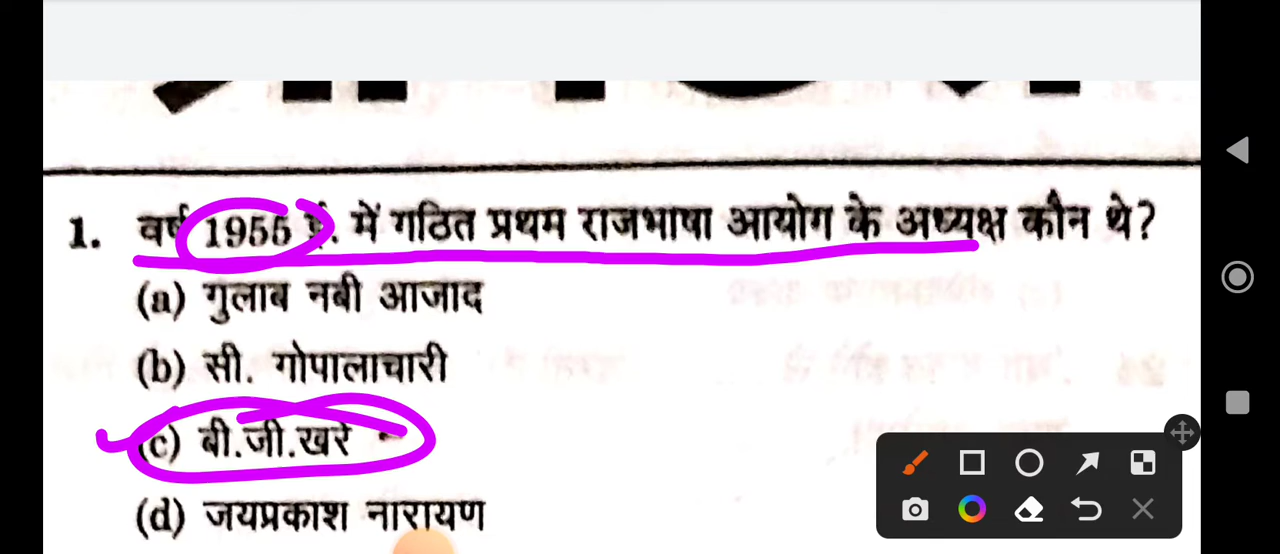 1. वर्ष 1955 ई. में गठित प्रथम राजभाषा आयोग के अध्यक्ष कौन थे?
(a) गुलाब नबी आजाद
(b) सी. गोपालाचारी
(c) बी.जी.खरे
(d) जयप्रकाश नारायण